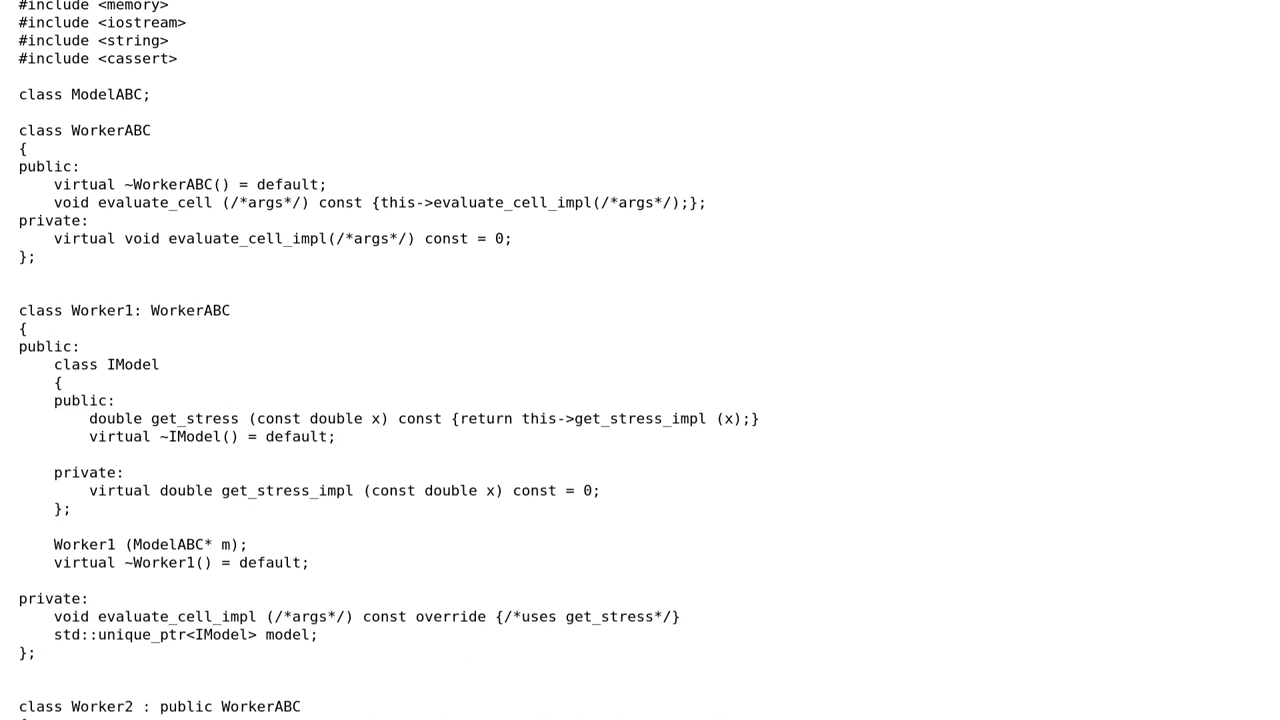 #include <memory>
#include <iostream>
#include <string>
#include <cassert>

class ModelABC;

class WorkerABC
{
public:
    virtual ~WorkerABC() = default;
    void evaluate_cell (/*args*/) const {this->evaluate_cell_impl(/*args*/);};
private:
    virtual void evaluate_cell_impl(/*args*/) const = 0;
};


class Worker1: WorkerABC
{
public:
    class IModel
    {
    public:
        double get_stress (const double x) const {return this->get_stress_impl (x);}
        virtual ~IModel() = default;

    private:
        virtual double get_stress_impl (const double x) const = 0;
    };

    Worker1 (ModelABC* m);
    virtual ~Worker1() = default;

private:
    void evaluate_cell_impl (/*args*/) const override {/*uses get_stress*/}
    std::unique_ptr<IModel> model;
};


class Worker2 : public WorkerABC